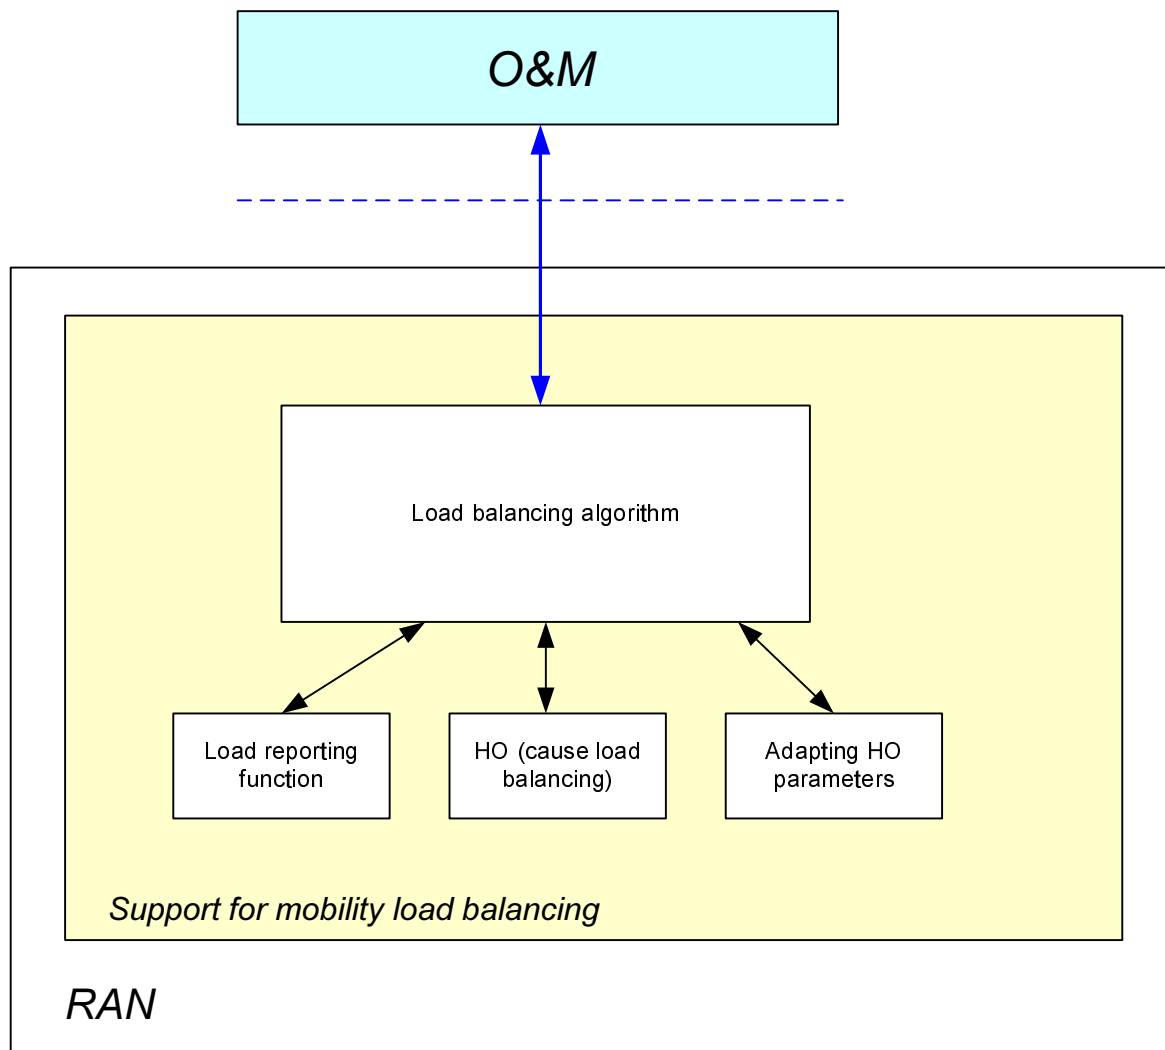 O&M
Load balancing algorithm
Load reporting
function
HO (cause load
balancing)
Adapting HO
parameters
Support for mobility load balancing
RAN